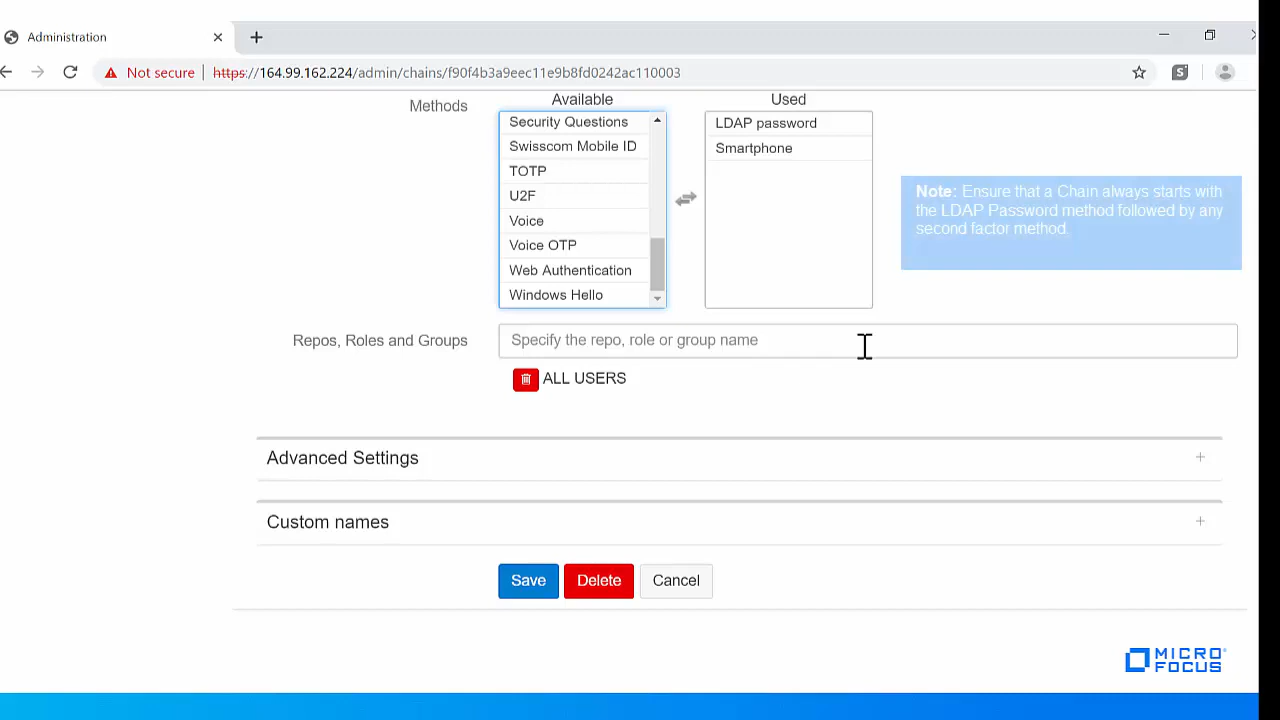 Administration
Not secure
https://164.99.162.224/admin/chains/f90f4b3a9eec11e9b8fd0242ac110003
Methods
Available
Used
Security Questions
Swisscom Mobile ID
TOTP
U2F
Voice
Voice OTP
Web Authentication
Windows Hello
LDAP password
Smartphone
Note: Ensure that a Chain always starts with
the LDAP Password method followed by any
second factor method.
Repos, Roles and Groups
Specify the repo, role or group name
ALL USERS
Advanced Settings
Custom names
Save
Delete
Cancel
MICRO
FOCUS